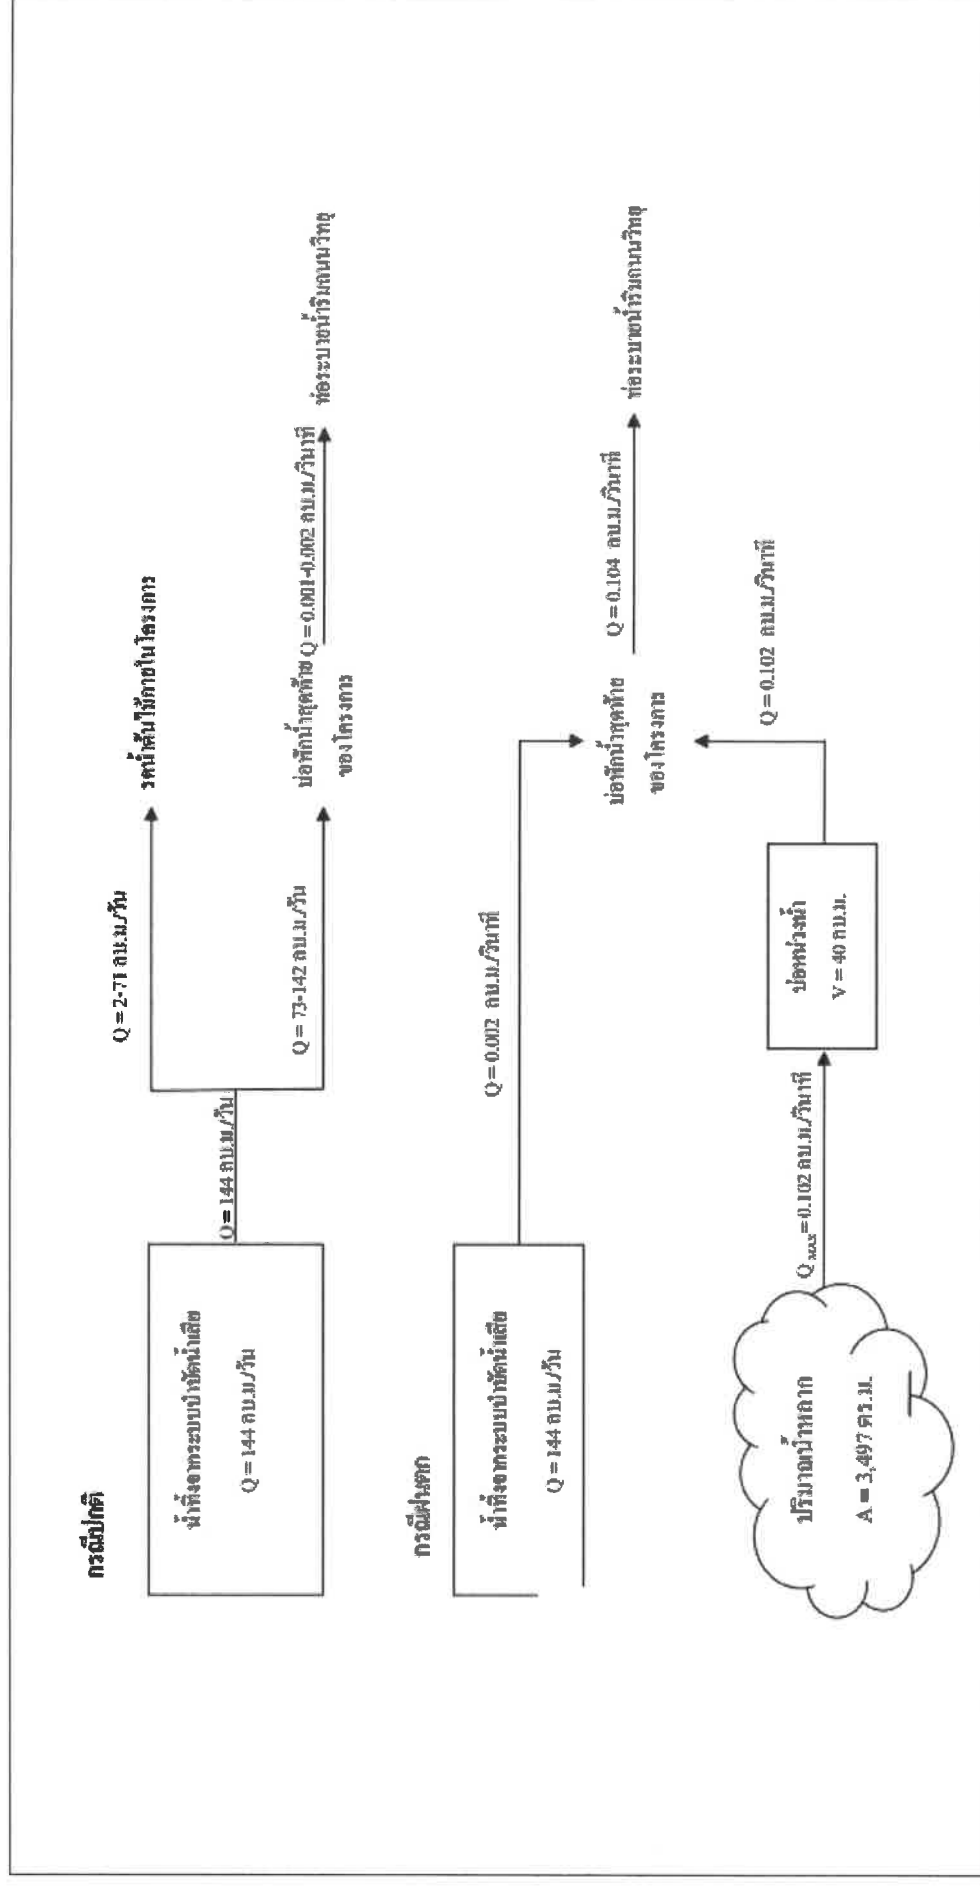 กรณีปกติ
น้ำทิ้งจากระบบบำบัดน้ำเสีย
Q = 144 ลบ.ม./วัน
Q = 144 ลบ.ม./วัน
Q = 2-71 ลบ.ม./วัน
รดน้ำต้นไม้ภายในโครงการ
Q = 73-142 ลบ.ม./วัน
บ่อพักน้ำสุดท้าย
ของโครงการ
Q = 0.001-0.002 ลบ.ม./วินาที
ท่อระบายน้ำริมถนนวิทยุ
กรณีฝนตก
น้ำทิ้งจากระบบบำบัดน้ำเสีย
Q = 144 ลบ.ม./วัน
Q = 0.002 ลบ.ม./วินาที
บ่อพักน้ำสุดท้าย
ของโครงการ
Q = 0.104 ลบ.ม./วินาที
ท่อระบายน้ำริมถนนวิทยุ
ปริมาณน้ำหลาก
A = 3,497 ตร.ม.
Q MAX = 0.102 ลบ.ม./วินาที
บ่อหน่วงน้ำ
V = 40 ลบ.ม.
Q = 0.102 ลบ.ม./วินาที